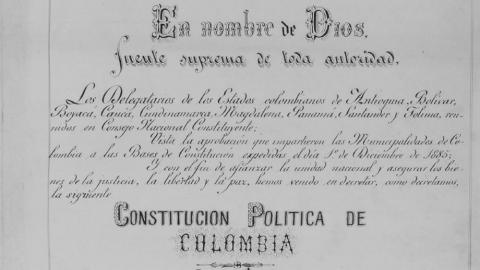 En nombre de Dios,
fuente suprema de toda autoridad,
Los Delegatarios de los Estados colombianos de Antioquia, Bolívar,
Boyacá, Cauca, Cundinamarca, Magdalena, Panamá, Santander y Tolima, reu-
nidos en Consejo Nacional Constituyente;
Vista la aprobación que impartieron las Municipalidades de Co-
lombia a las Bases de Constitución expedidas el día 1º de Diciembre de 1885;
Y con el fin de afianzar la unidad nacional y asegurar los bie-
nes de la justicia, la libertad y la paz, hemos venido en decretar, como decretamos,
la siguiente
CONSTITUCION POLITICA DE
COLOMBIA